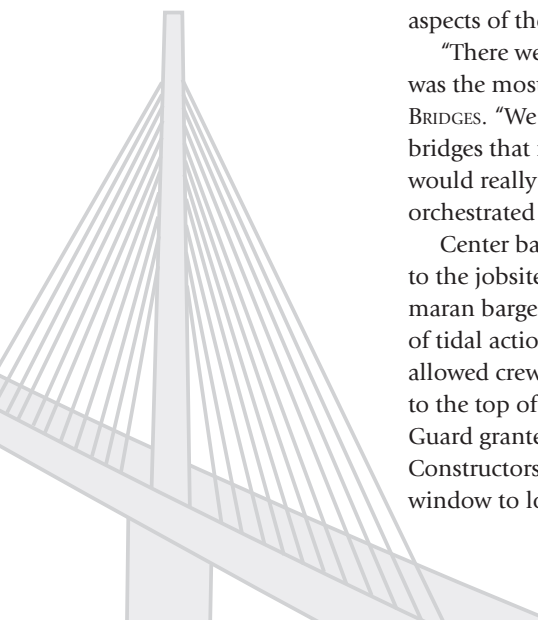 aspects of the
"There we
was the most
BRIDGES. "We
bridges that
would really
orchestrated
Center ba
to the jobsite
maran barge
of tidal actio
allowed crew
to the top of
Guard grante
Constructors
window to lo